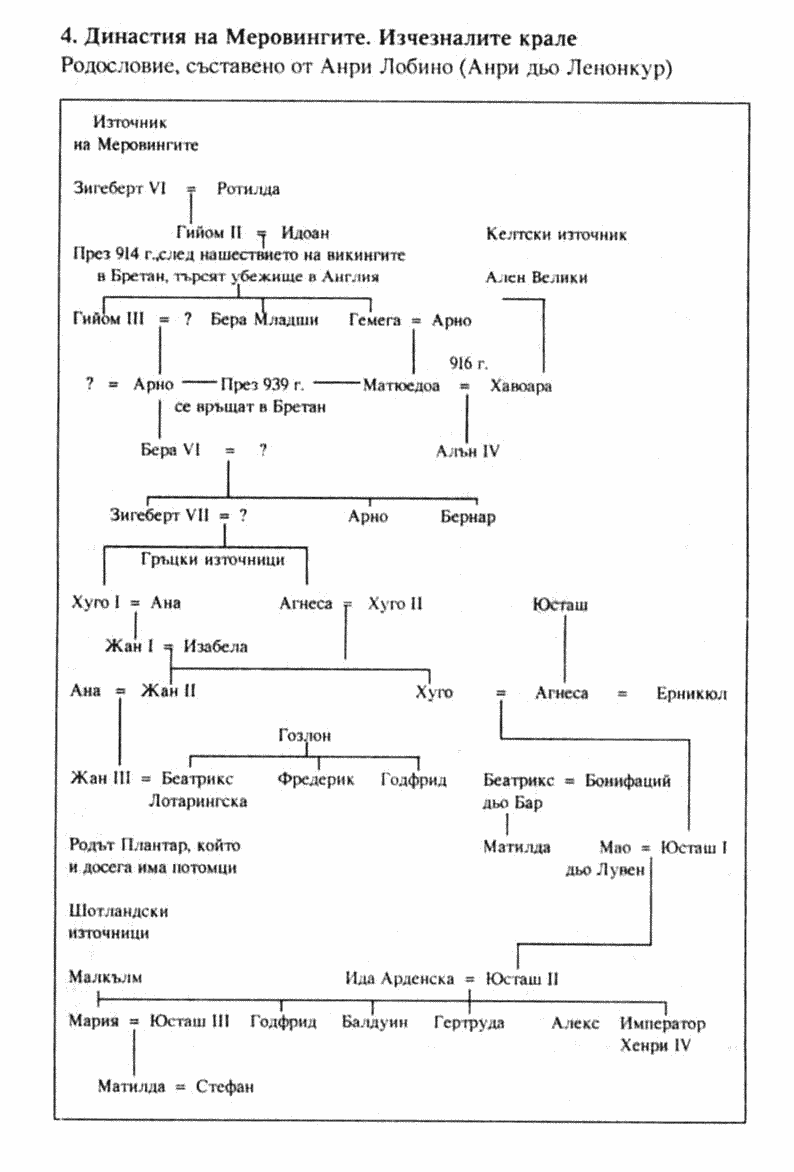 4. Династия на Меровингите. Изчезналите крале
Родословие, съставено от Анри Лобино (Анри дьо Ленонкур)
Източник
на Меровингите
Зигеберт VI = Ротилда
Гийом II = Идоан Келтски източник
През 914 г.,след нашествието на викингите
в Бретан, търсят убежище в Англия Ален Велики
Гийом III = ? Бера Младши Гемега = Арно
916 г.
? = Арно През 939 г. Матюедоа = Хавоара
се връщат в Бретан
Бера VI = ? Алън IV
Зигеберт VII = ? Арно Бернар
Гръцки източници
Хуго I = Ана Агнеса = Хуго II Юсташ
Жан I = Изабела
Ана = Жан II Хуго = Агнеса = Ерникюл
Гозлон
Жан III = Беатрикс Фредерик Годфрид Беатрикс = Бонифаций
Лотарингска дьо Бар
Родът Плантар, който Матилда Мао = Юсташ I
и досега има потомци дьо Лувен
Шотландски
източници
Малкълм Ида Арденска = Юсташ II
Мария = Юсташ III Годфрид Балдуин Гертруда Алекс Император
Хенри IV
Матилда = Стефан